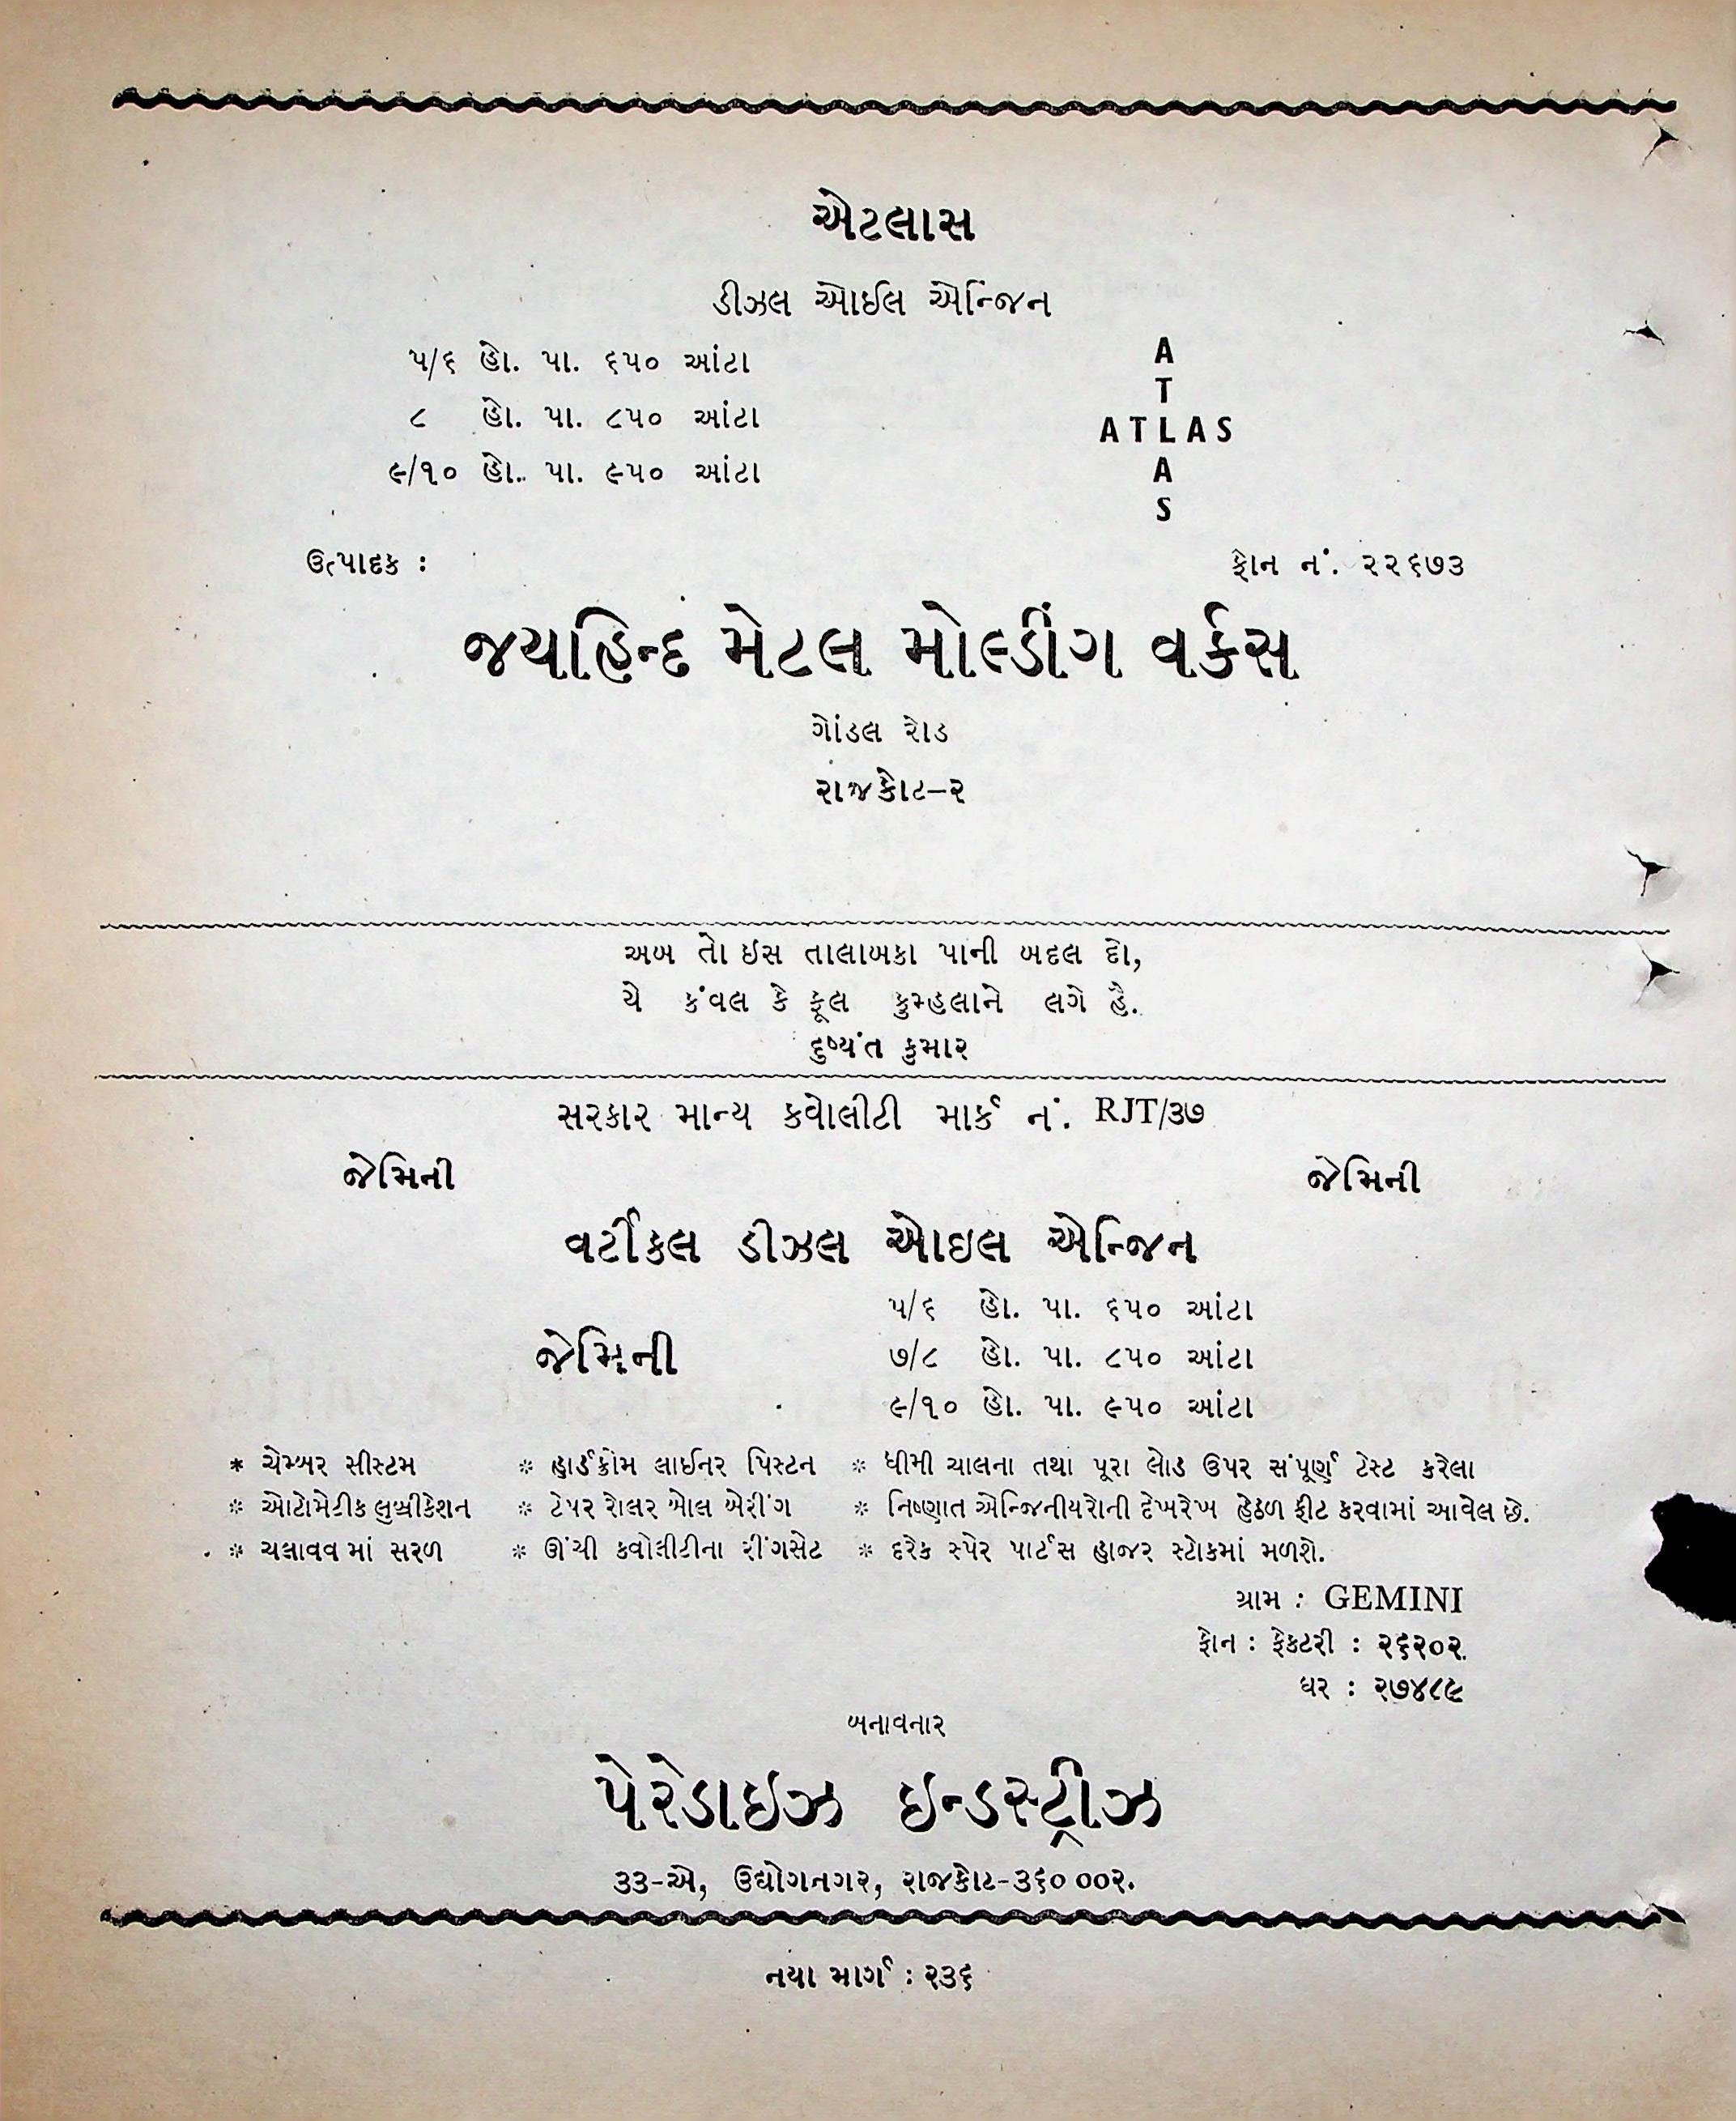 એટલાસ
ડીઝલ ઓઈલ એન્જિન
૫/૬ હો. પા. ૬૫૦ આંટા
૮ હો. પા. ૮૫૦ આંટા
૯/૧૦ હો. પા. ૯૫૦ આંટા
A
T
ATLAS
A
S
ઉત્પાદક :
ફોન નં. ૨૨૬૭૩
જયહિન્દ મેટલ મોલ્ડીંગ વર્કસ
ગોંડલ રોડ
રાજકોટ–૨
અબ તો ઇસ તાલાબકા પાની બદલ દો,
યે કંવલ કે ફૂલ કુમ્હલાને લગે હૈ.
દુષ્યંત કુમાર
સરકાર માન્ય કવોલીટી માર્ક નં. RJT/૩૭
જેમિની
જેમિની
વર્ટીકલ ડીઝલ ઓઇલ એન્જિન
જેમિની
૫/૬ હો. પા. ૬૫૦ આંટા
૭/૮ હો. પા. ૮૫૦ આંટા
૯/૧૦ હો. પા. ૯૫૦ આંટા
* ચેમ્બર સીસ્ટમ * હાર્ડક્રોમ લાઈનર પિસ્ટન * ધીમી ચાલના તથા પૂરા લોડ ઉપર સંપૂર્ણ ટેસ્ટ કરેલા
* ઓટોમેટીક લુબ્રીકેશન * ટેપર રોલર બોલ બેરીંગ * નિષ્ણાત એન્જિનીયરોની દેખરેખ હેઠળ ફીટ કરવામાં આવેલ છે.
* ચલાવવ માં સરળ * ઊંચી કવોલીટીના રીંગસેટ * દરેક સ્પેર પાર્ટસ હાજર સ્ટોકમાં મળશે.
ગ્રામ : GEMINI
ફોન : ફેકટરી : ૨૬૨૦૨
ઘર : ૨૭૪૮૯
બનાવનાર
પેરેડાઇઝ ઇન્ડસ્ટ્રીઝ
૩૩-એ, ઉદ્યોગનગર, રાજકોટ-૩૬૦ ૦૦૨.
નયા માર્ગ : ૨૩૬